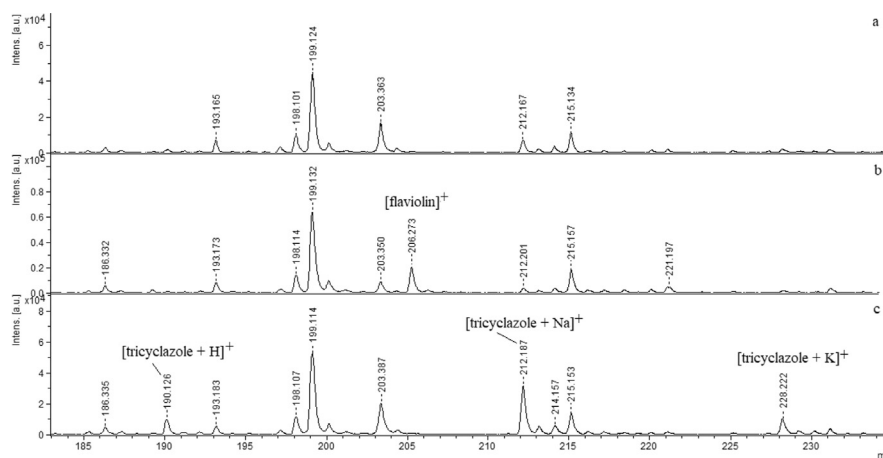 Intens. [a.u.]
x10⁴
a
6
4
2
0
193.165
198.101
199.124
203.363
212.167
215.134
Intens. [a.u.]
x10⁵
b
0.8
0.6
0.4
0.2
0.0
186.332
193.173
198.114
199.132
203.350
[flaviolin]⁺
206.273
212.201
215.157
221.197
Intens. [a.u.]
x10⁴
c
8
6
4
2
0
186.335
[tricyclazole + H]⁺
190.126
193.183
198.107
199.114
203.387
[tricyclazole + Na]⁺
212.187
214.157
215.153
[tricyclazole + K]⁺
228.222
185 190 195 200 205 210 215 220 225 230